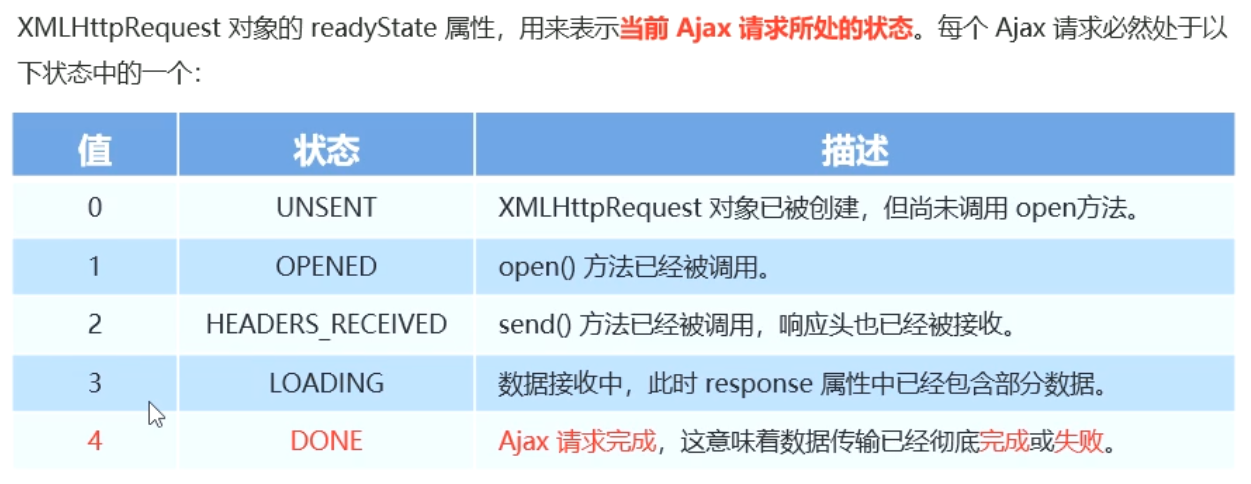 XMLHttpRequest 对象的 readyState 属性，用来表示当前 Ajax 请求所处的状态。每个 Ajax 请求必然处于以
下状态中的一个：
值 状态 描述
0 UNSENT XMLHttpRequest 对象已被创建，但尚未调用 open方法。
1 OPENED open() 方法已经被调用。
2 HEADERS_RECEIVED send() 方法已经被调用，响应头也已经被接收。
3 LOADING 数据接收中，此时 response 属性中已经包含部分数据。
4 DONE Ajax 请求完成，这意味着数据传输已经彻底完成或失败。